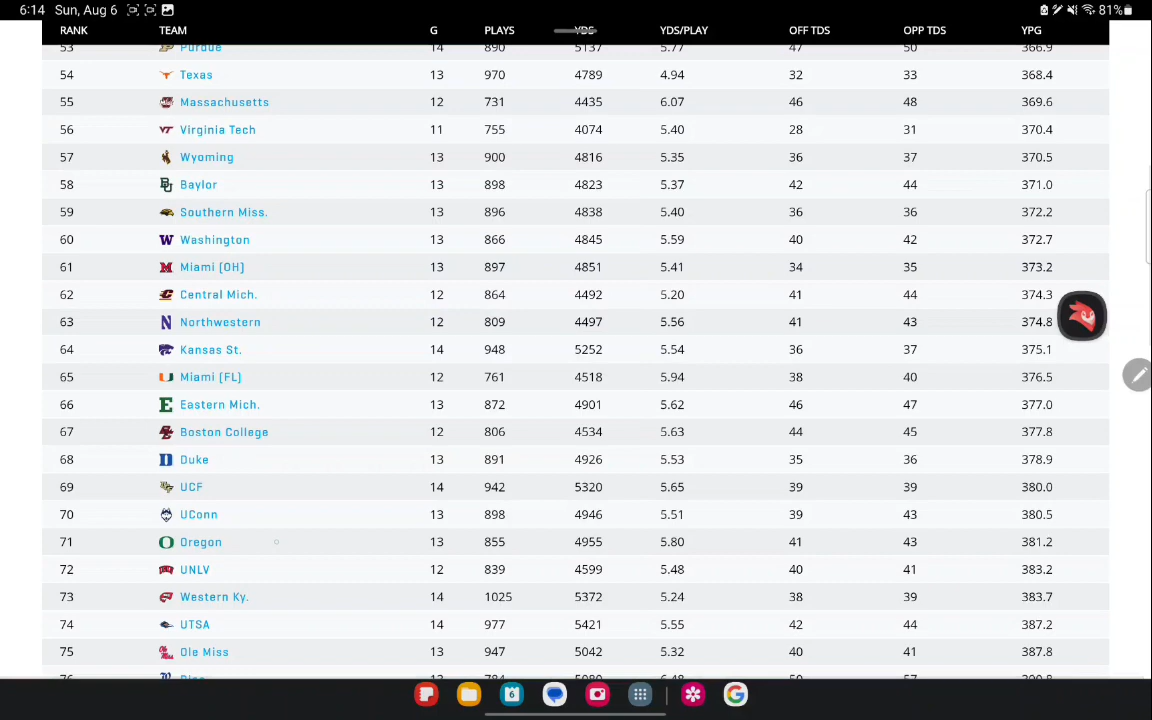 6:14 Sun, Aug 6 81%
RANK TEAM G PLAYS YDS YDS/PLAY OFF TDS OPP TDS YPG
53 Purdue 14 890 5137 5.77 47 50 366.9
54 Texas 13 970 4789 4.94 32 33 368.4
55 Massachusetts 12 731 4435 6.07 46 48 369.6
56 Virginia Tech 11 755 4074 5.40 28 31 370.4
57 Wyoming 13 900 4816 5.35 36 37 370.5
58 Baylor 13 898 4823 5.37 42 44 371.0
59 Southern Miss. 13 896 4838 5.40 36 36 372.2
60 Washington 13 866 4845 5.59 40 42 372.7
61 Miami (OH) 13 897 4851 5.41 34 35 373.2
62 Central Mich. 12 864 4492 5.20 41 44 374.3
63 Northwestern 12 809 4497 5.56 41 43 374.8
64 Kansas St. 14 948 5252 5.54 36 37 375.1
65 Miami (FL) 12 761 4518 5.94 38 40 376.5
66 Eastern Mich. 13 872 4901 5.62 46 47 377.0
67 Boston College 12 806 4534 5.63 44 45 377.8
68 Duke 13 891 4926 5.53 35 36 378.9
69 UCF 14 942 5320 5.65 39 39 380.0
70 UConn 13 898 4946 5.51 39 43 380.5
71 Oregon 13 855 4955 5.80 41 43 381.2
72 UNLV 12 839 4599 5.48 40 41 383.2
73 Western Ky. 14 1025 5372 5.24 38 39 383.7
74 UTSA 14 977 5421 5.55 42 44 387.2
75 Ole Miss 13 947 5042 5.32 40 41 387.8